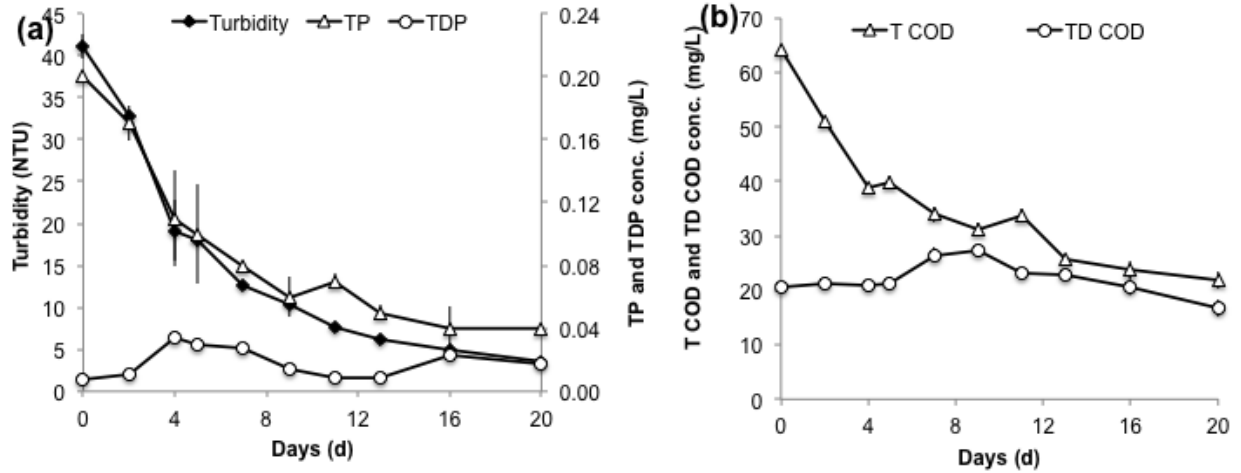 (a)
Turbidity TP TDP
45
40
35
30
25
20
15
10
5
0
Turbidity (NTU)
0.24
0.20
0.16
0.12
0.08
0.04
0.00
TP and TDP conc. (mg/L)
0 4 8 12 16 20
Days (d)
(b)
T COD TD COD
70
60
50
40
30
20
10
0
T COD and TD COD conc. (mg/L)
0 4 8 12 16 20
Days (d)